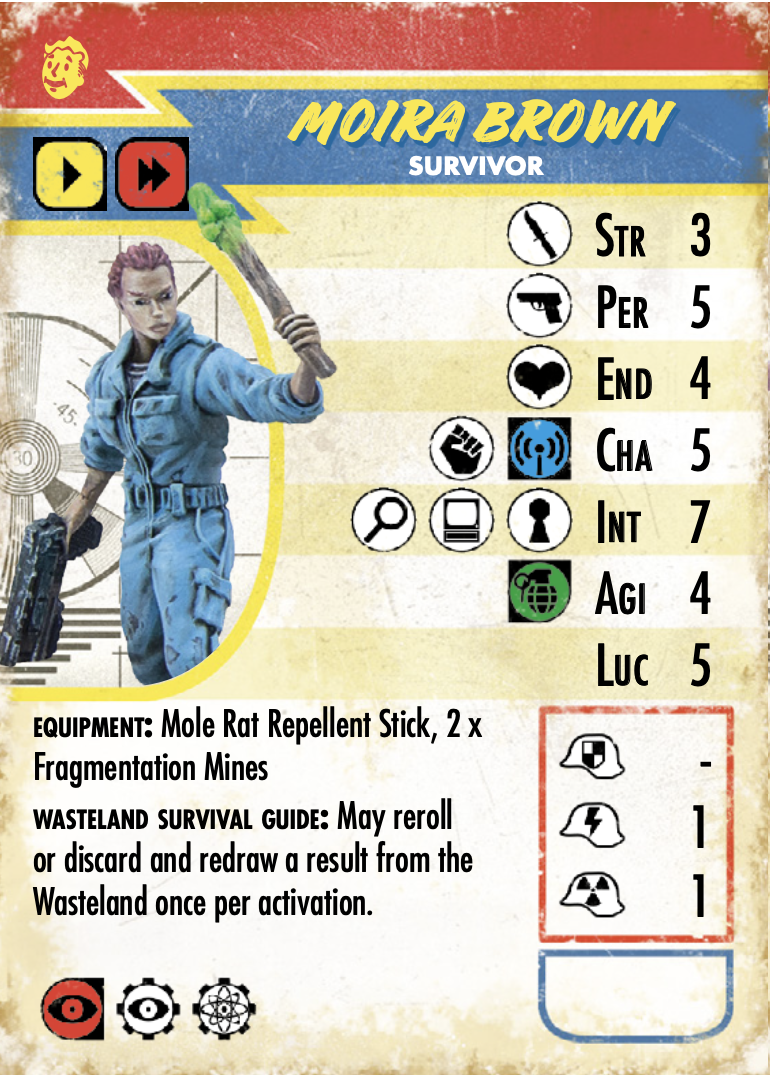 MOIRA BROWN
SURVIVOR
STR 3
PER 5
END 4
CHA 5
INT 7
AGI 4
LUC 5
.45.
30
EQUIPMENT: Mole Rat Repellent Stick, 2 x
Fragmentation Mines
WASTELAND SURVIVAL GUIDE: May reroll
or discard and redraw a result from the
Wasteland once per activation.
-
1
1